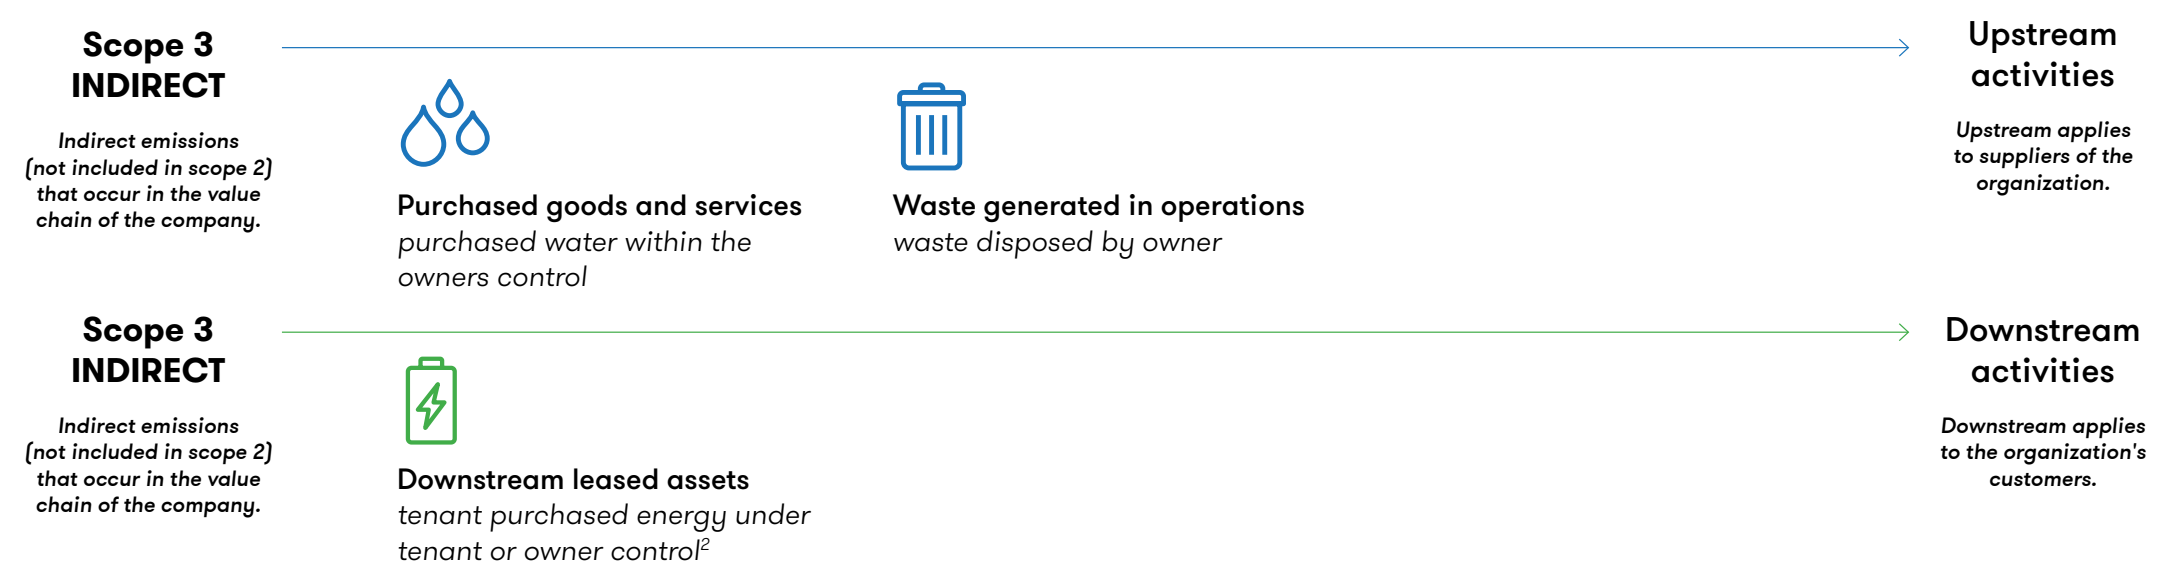 Scope 3
INDIRECT
Indirect emissions
(not included in scope 2)
that occur in the value
chain of the company.
Purchased goods and services
purchased water within the
owners control
Waste generated in operations
waste disposed by owner
Upstream
activities
Upstream applies
to suppliers of the
organization.
Scope 3
INDIRECT
Indirect emissions
(not included in scope 2)
that occur in the value
chain of the company.
Downstream leased assets
tenant purchased energy under
tenant or owner control²
Downstream
activities
Downstream applies
to the organization's
customers.